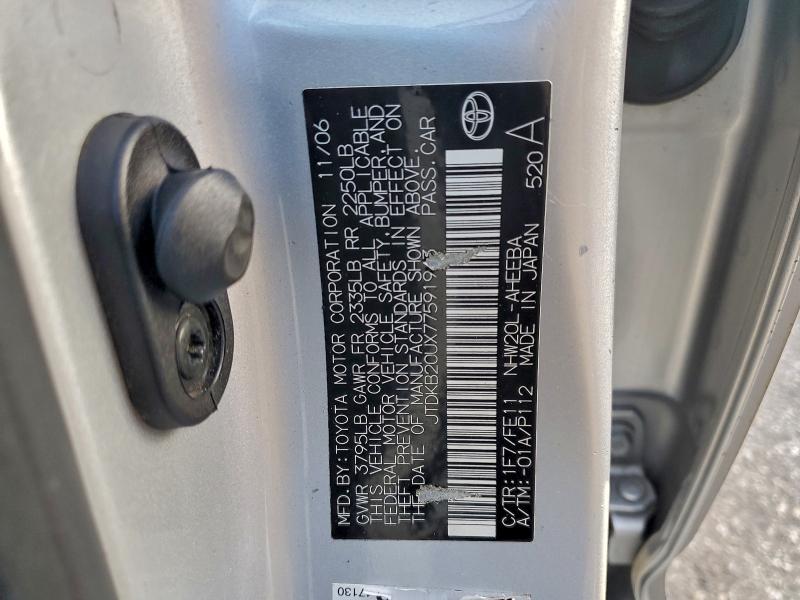 MFD. BY: TOYOTA MOTOR CORPORATION 11/06
GVWR 3795LB GAWR FR 2335LB RR 2250LB
THIS VEHICLE CONFORMS TO ALL APPLICABLE
FEDERAL MOTOR VEHICLE SAFETY, BUMPER, AND
THEFT PREVENTION STANDARDS IN EFFECT ON
THE DATE OF MANUFACTURE SHOWN ABOVE.
PASS. CAR
C/TR: 1F7/FE11 NHW20L-AHEEBA
A/TM: -01A/P112 MADE IN JAPAN 520 A
17130